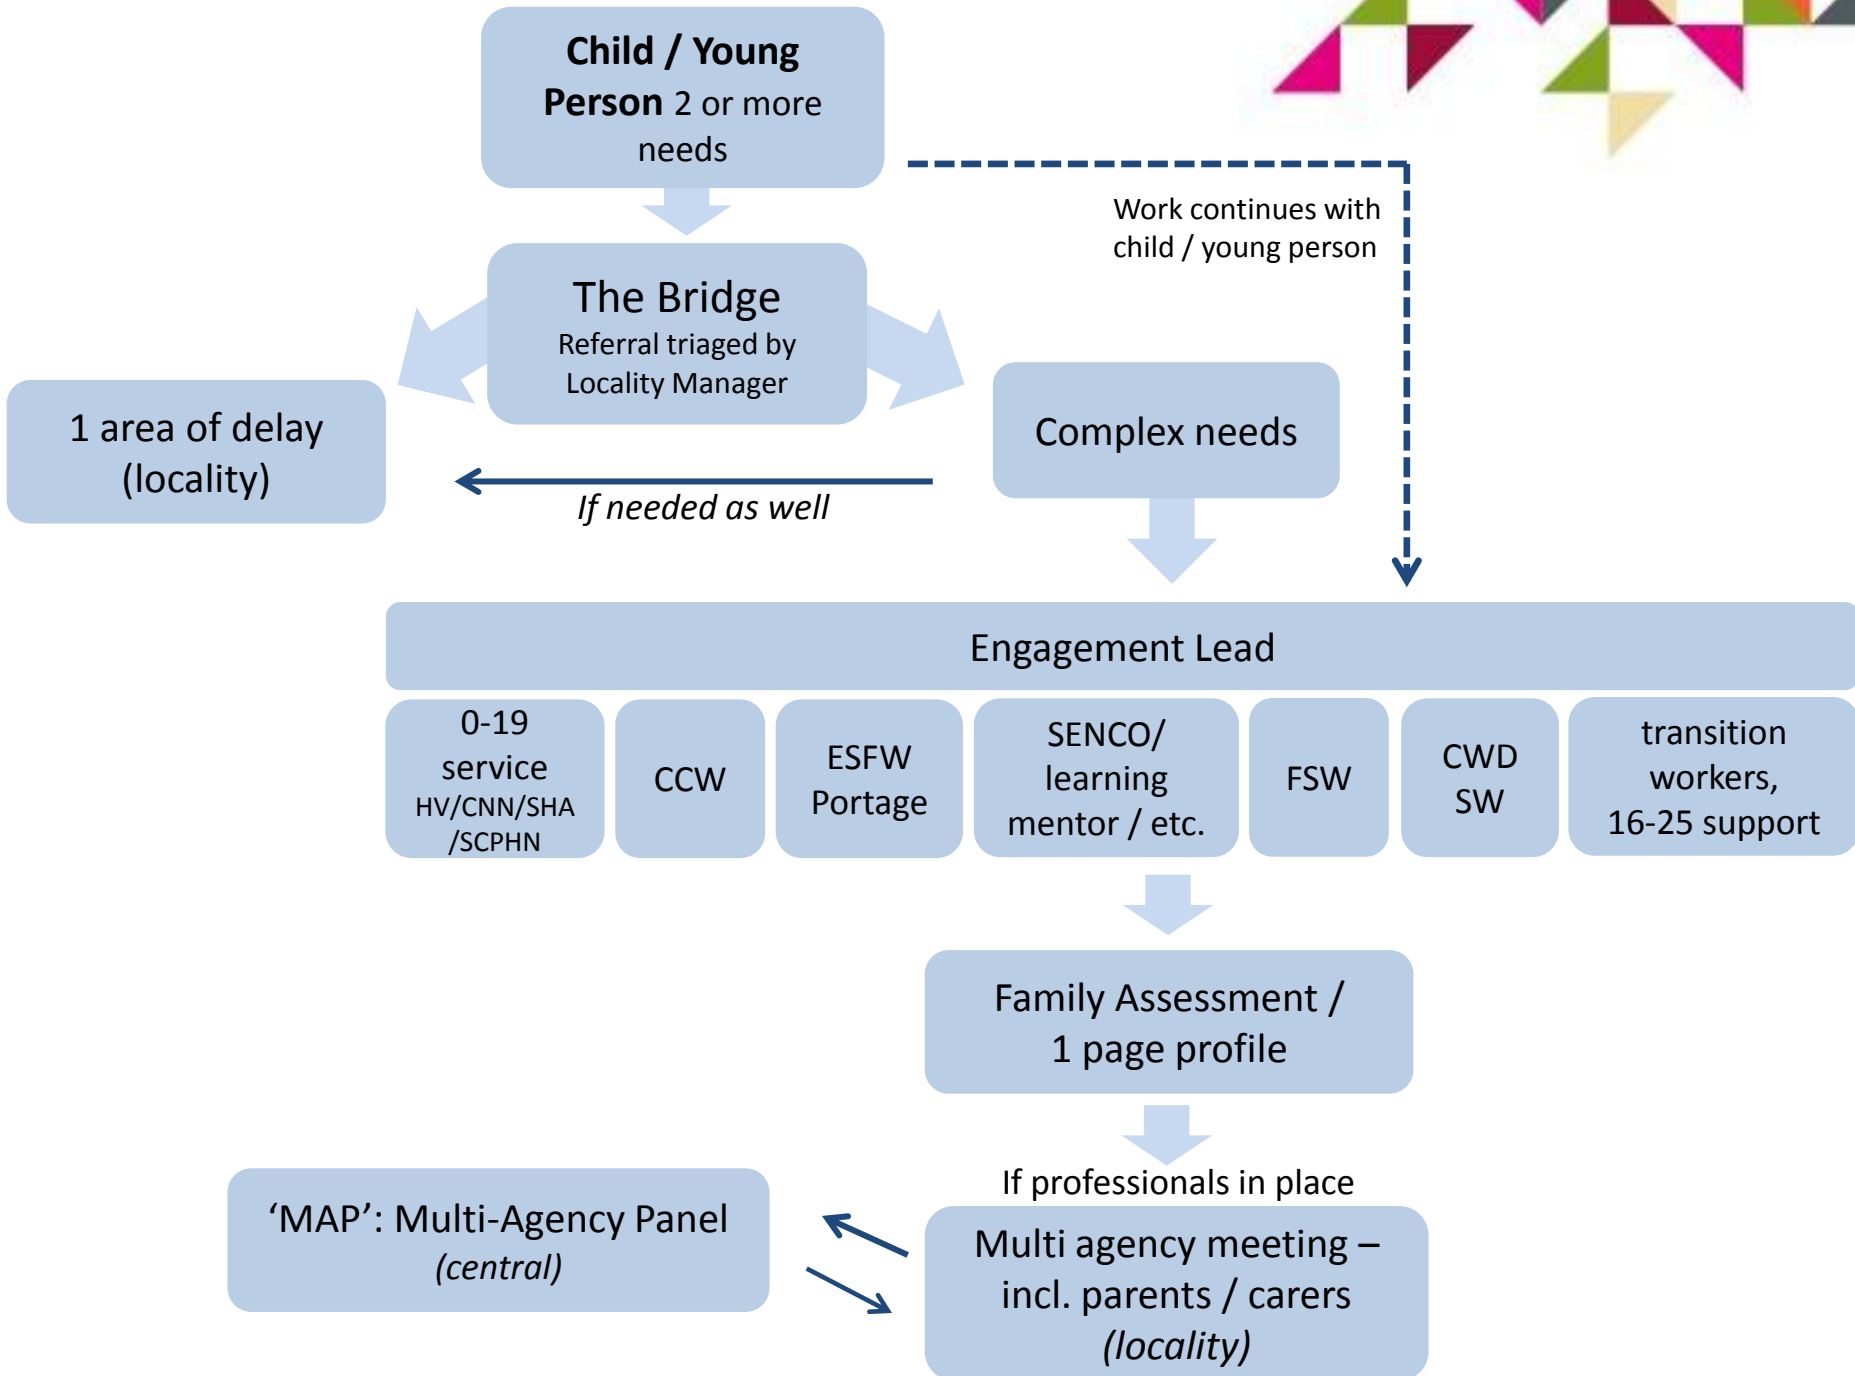 Child / Young
Person 2 or more
needs
Work continues with
child / young person
The Bridge
Referral triaged by
Locality Manager
1 area of delay
(locality)
Complex needs
If needed as well
Engagement Lead
0-19
service
HV/CNN/SHA
/SCPHN
CCW
ESFW
Portage
SENCO/
learning
mentor / etc.
FSW
CWD
SW
transition
workers,
16-25 support
Family Assessment /
1 page profile
If professionals in place
‘MAP’: Multi-Agency Panel
(central)
Multi agency meeting –
incl. parents / carers
(locality)